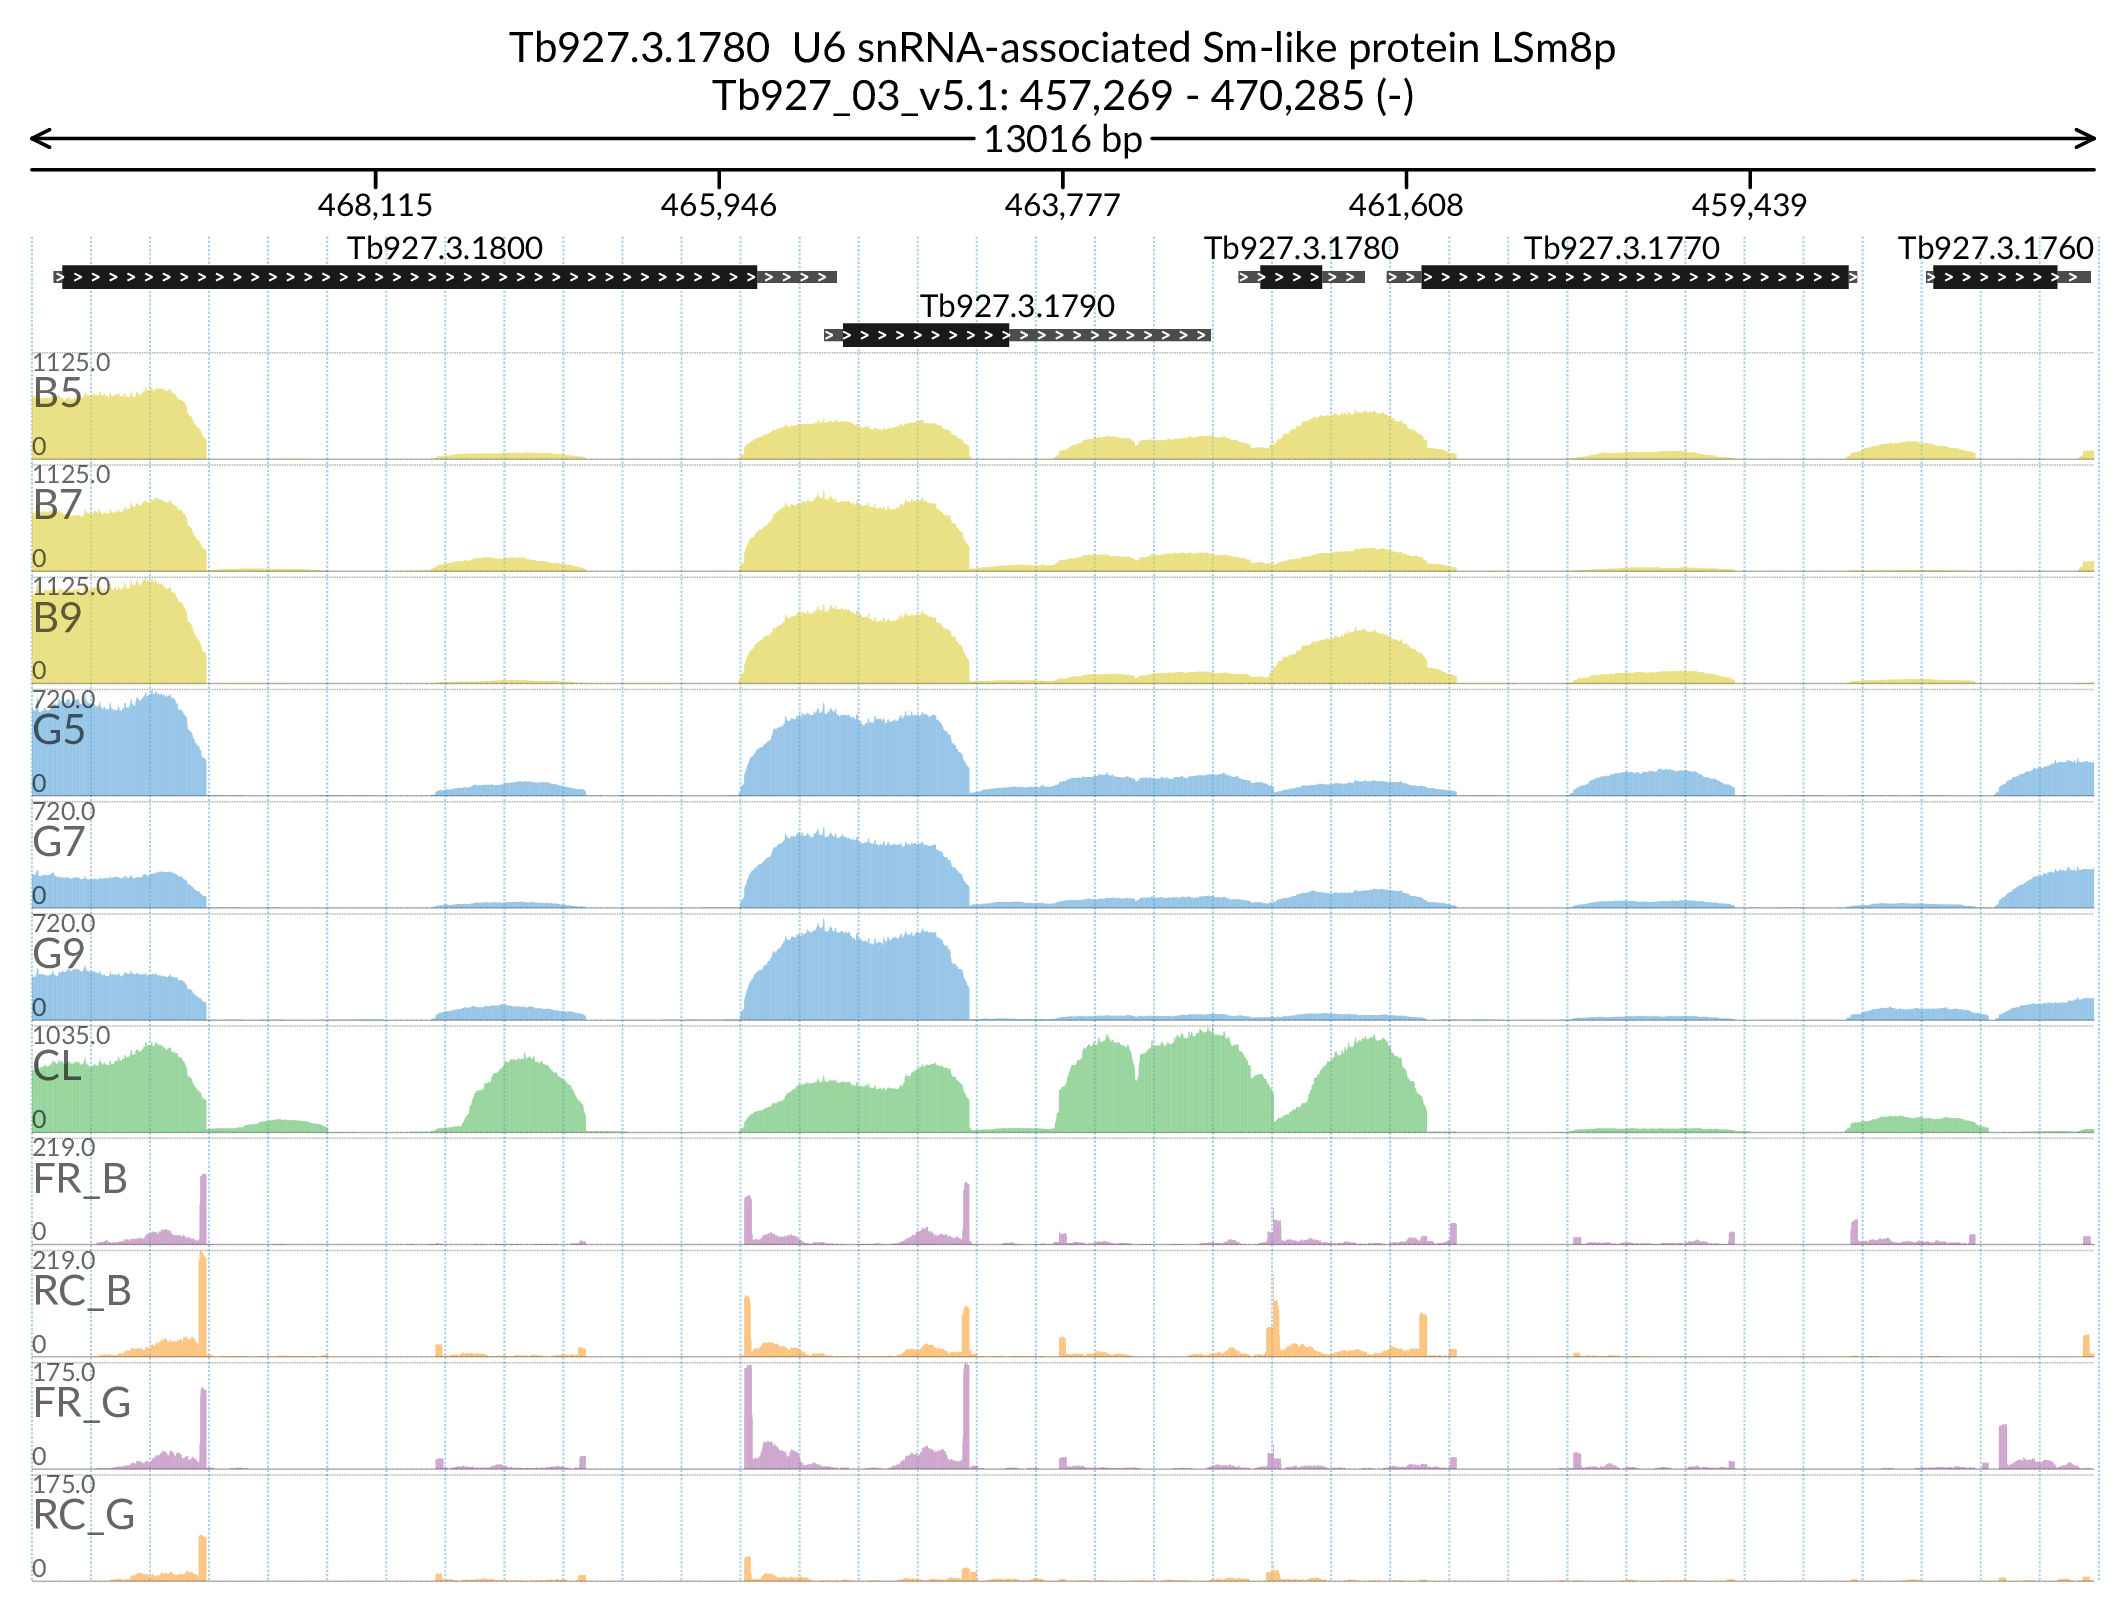 Tb927.3.1780  U6 snRNA-associated Sm-like protein LSm8p
Tb927_03_v5.1: 457,269 - 470,285 (-)
13016 bp
468,115 465,946 463,777 461,608 459,439
Tb927.3.1800 Tb927.3.1780 Tb927.3.1770 Tb927.3.1760
Tb927.3.1790
1125.0
B5
0
1125.0
B7
0
1125.0
B9
0
720.0
G5
0
720.0
G7
0
720.0
G9
0
1035.0
CL
0
219.0
FR_B
0
219.0
RC_B
0
175.0
FR_G
0
175.0
RC_G
0